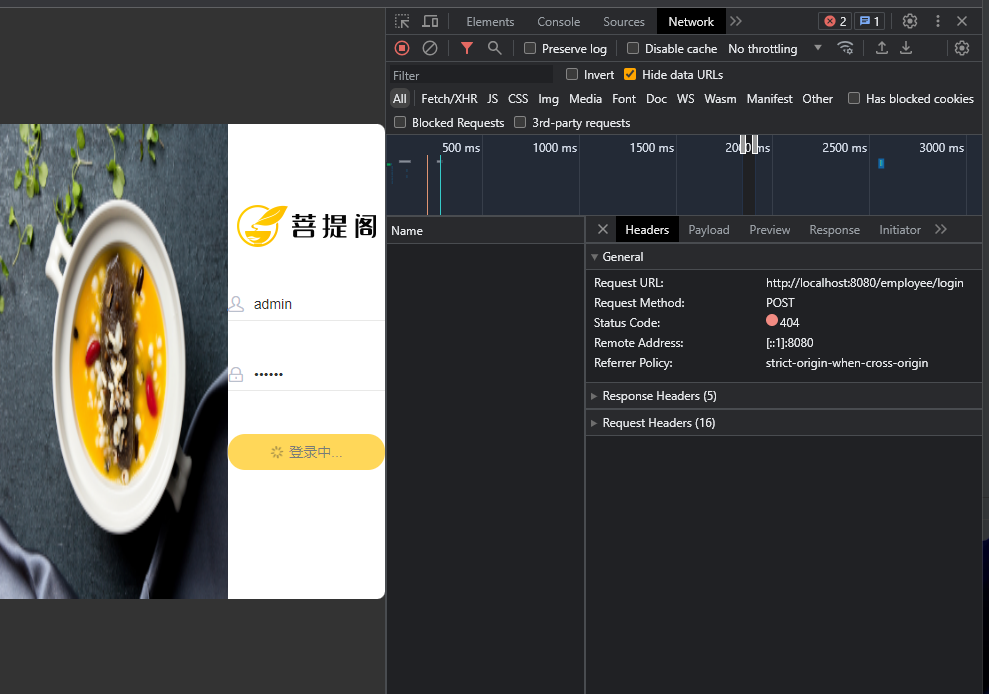 Elements Console Sources Network 2 1
Preserve log Disable cache No throttling
Filter Invert Hide data URLs
All Fetch/XHR JS CSS Img Media Font Doc WS Wasm Manifest Other Has blocked cookies
Blocked Requests 3rd-party requests
500 ms 1000 ms 1500 ms 2000 ms 2500 ms 3000 ms
Name
Headers Payload Preview Response Initiator
General
Request URL: http://localhost:8080/employee/login
Request Method: POST
Status Code: 404
Remote Address: [::1]:8080
Referrer Policy: strict-origin-when-cross-origin
Response Headers (5)
Request Headers (16)
菩提阁
admin
••••••
登录中...